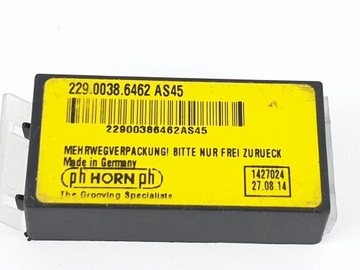 229.0038.6462 AS45
22900386462AS45
MEHRWEGVERPACKUNG! BITTE NUR FREI ZURUECK
Made in Germany
ph HORN ph
The Grooving Specialists
1427024
27.08.14